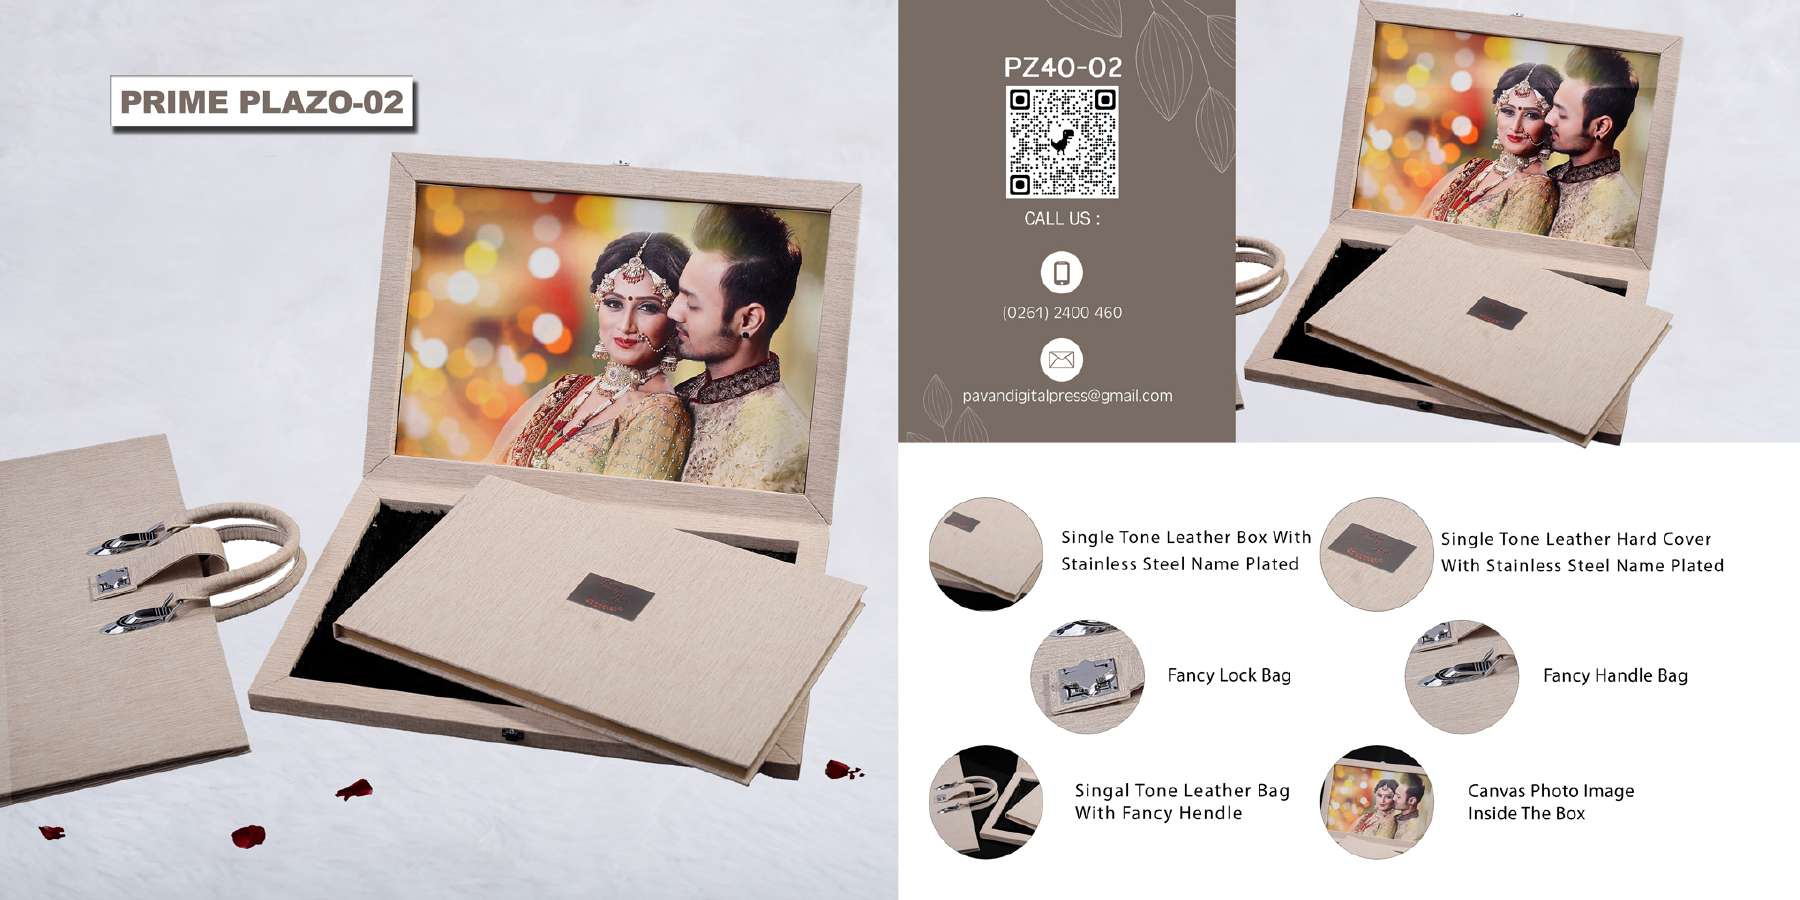 PRIME PLAZO-02
PZ40-02
CALL US :
(0261) 2400 460
pavandigitalpress@gmail.com
Single Tone Leather Box With
Stainless Steel Name Plated
Single Tone Leather Hard Cover
With Stainless Steel Name Plated
Fancy Lock Bag
Fancy Handle Bag
Singal Tone Leather Bag
With Fancy Hendle
Canvas Photo Image
Inside The Box